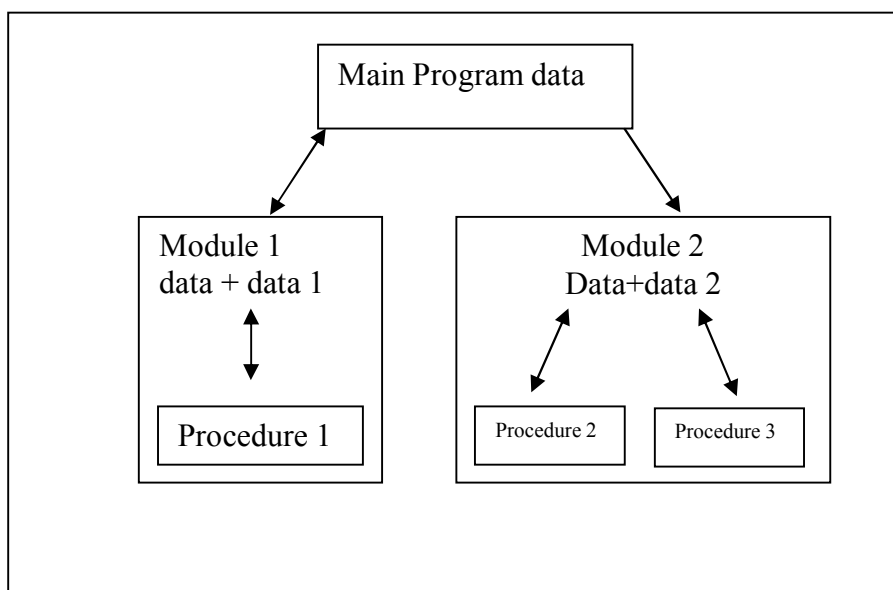 Main Program data
Module 1
data + data 1
Procedure 1
Module 2
Data+data 2
Procedure 2
Procedure 3